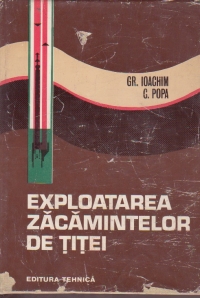 GR. IOACHIM
C. POPA
EXPLOATAREA
ZĂCĂMINTELOR
DE ȚIȚEI
EDITURA TEHNICĂ